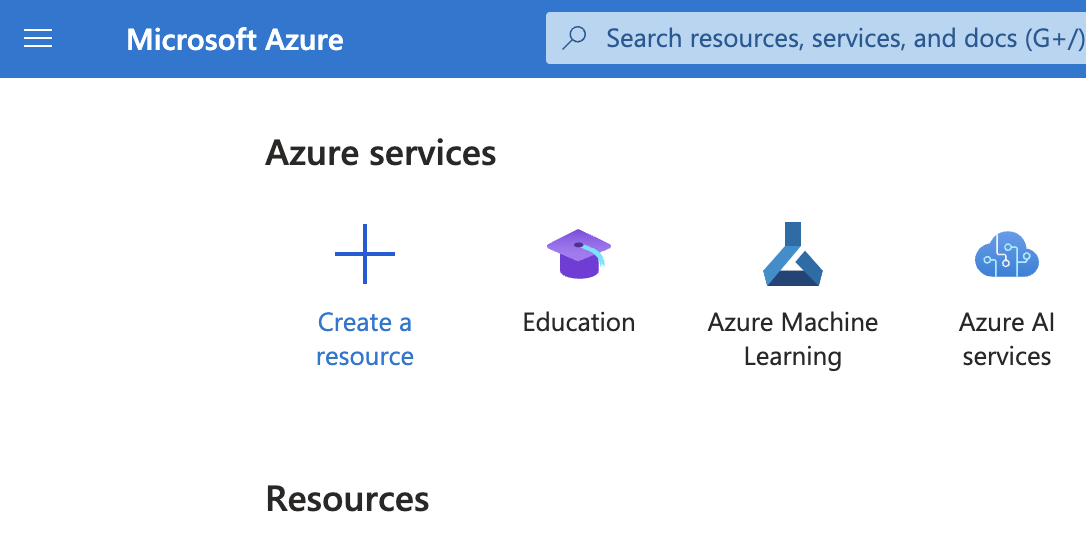 Microsoft Azure
Search resources, services, and docs (G+/)
Azure services
Create a
resource
Education
Azure Machine
Learning
Azure AI
services
Resources